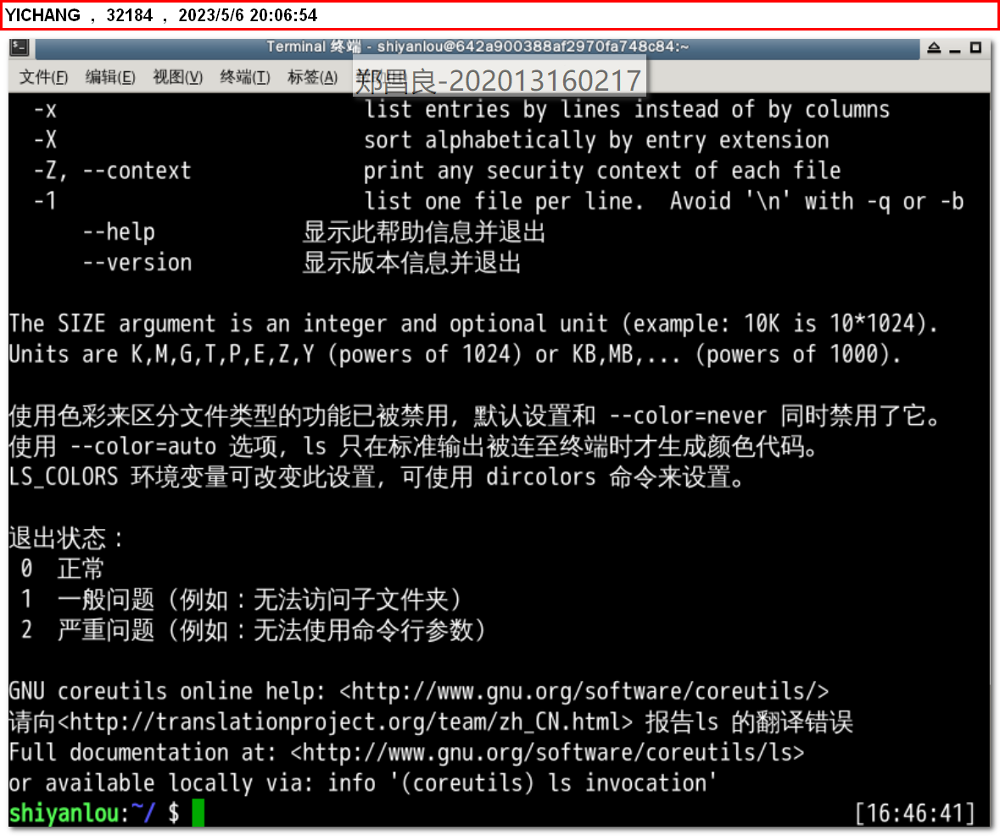 YICHANG , 32184 , 2023/5/6 20:06:54
Terminal 终端 - shiyanlou@642a900388af2970fa748c84:~
文件(F) 编辑(E) 视图(V) 终端(T) 标签(A)
郑昌良-202013160217
-x list entries by lines instead of by columns
-X sort alphabetically by entry extension
-Z, --context print any security context of each file
-1 list one file per line.  Avoid '\n' with -q or -b
--help 显示此帮助信息并退出
--version 显示版本信息并退出
The SIZE argument is an integer and optional unit (example: 10K is 10*1024).
Units are K,M,G,T,P,E,Z,Y (powers of 1024) or KB,MB,... (powers of 1000).
使用色彩来区分文件类型的功能已被禁用，默认设置和 --color=never 同时禁用了它。
使用 --color=auto 选项，ls 只在标准输出被连至终端时才生成颜色代码。
LS_COLORS 环境变量可改变此设置，可使用 dircolors 命令来设置。
退出状态：
0 正常
1 一般问题（例如：无法访问子文件夹）
2 严重问题（例如：无法使用命令行参数）
GNU coreutils online help: <http://www.gnu.org/software/coreutils/>
请向<http://translationproject.org/team/zh_CN.html> 报告ls 的翻译错误
Full documentation at: <http://www.gnu.org/software/coreutils/ls>
or available locally via: info '(coreutils) ls invocation'
shiyanlou:~/ $ [16:46:41]